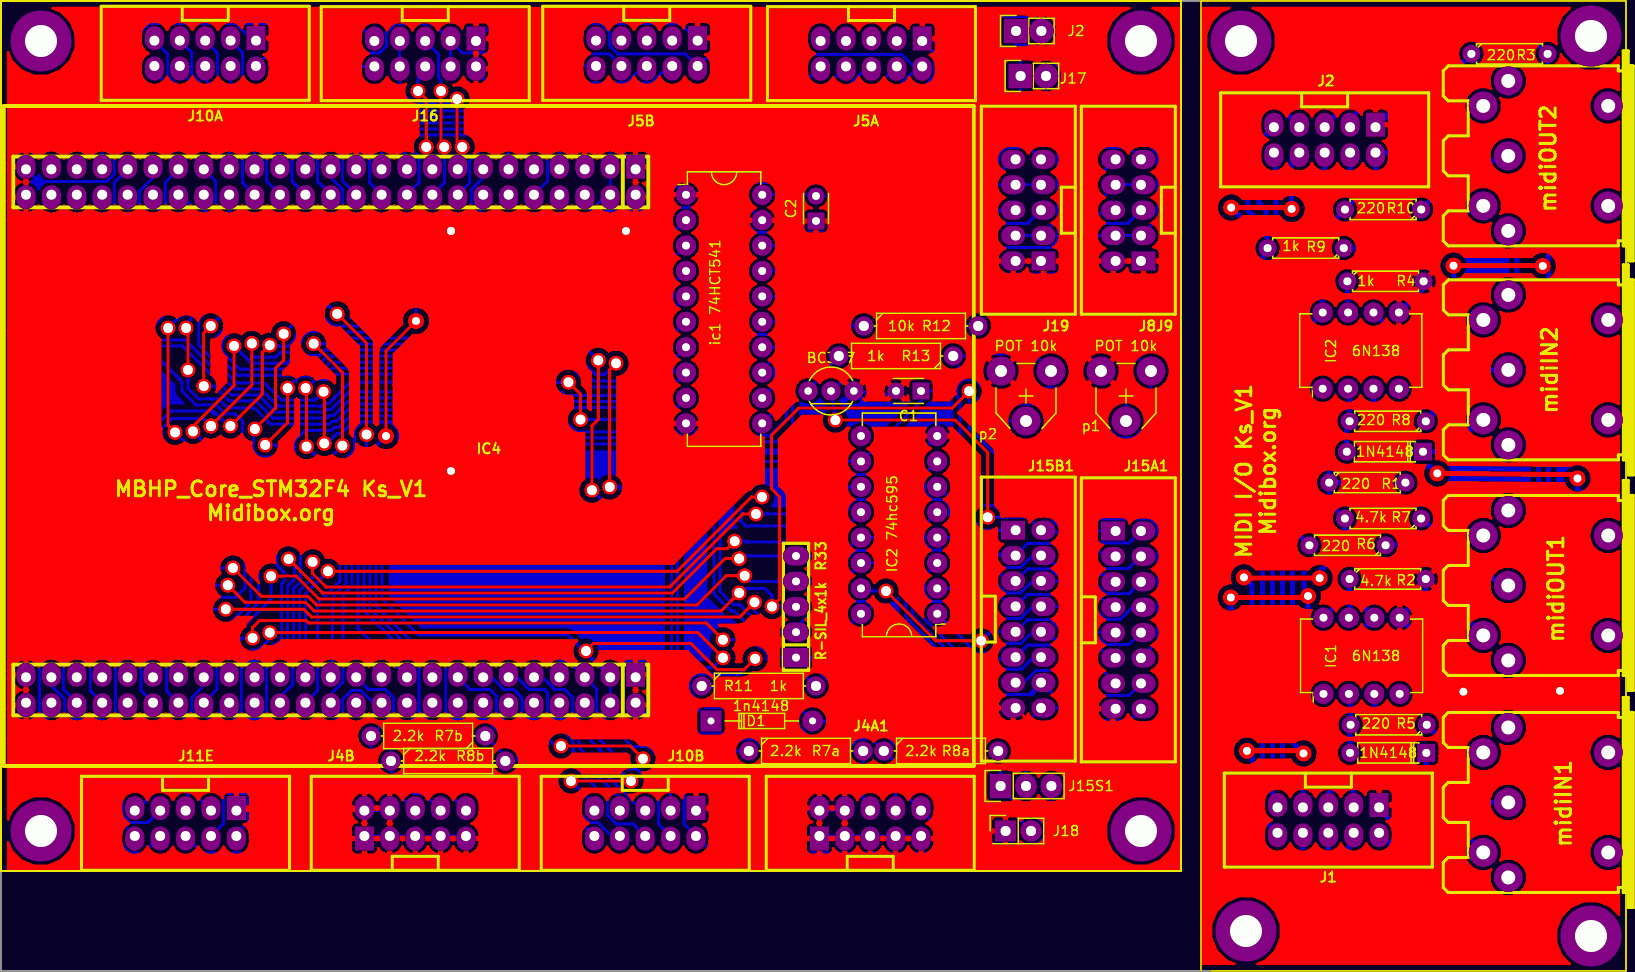 J2
J17
J10A
J16
J5B
J5A
C2
ic1 74HCT541
J19
J8J9
10k R12
POT 10k
POT 10k
1k R13
C1
p2
p1
IC4
J15B1
J15A1
MBHP_Core_STM32F4 Ks_V1
Midibox.org
IC2 74hc595
R-SIL_4x1k R33
R11 1k
1n4148
D1
J4A1
2.2k R7b
2.2k R8b
2.2k R7a
2.2k R8a
J11E
J4B
J10B
J15S1
J18
220R3
J2
midiOUT2
220R10
1k R9
1k R4
IC2 6N138
midiIN2
220 R8
1N4148
220 R1
4.7k R7
220 R6
4.7k R2
MIDI I/O Ks_V1
Midibox.org
midiOUT1
IC1 6N138
220 R5
1N4148
midiIN1
J1